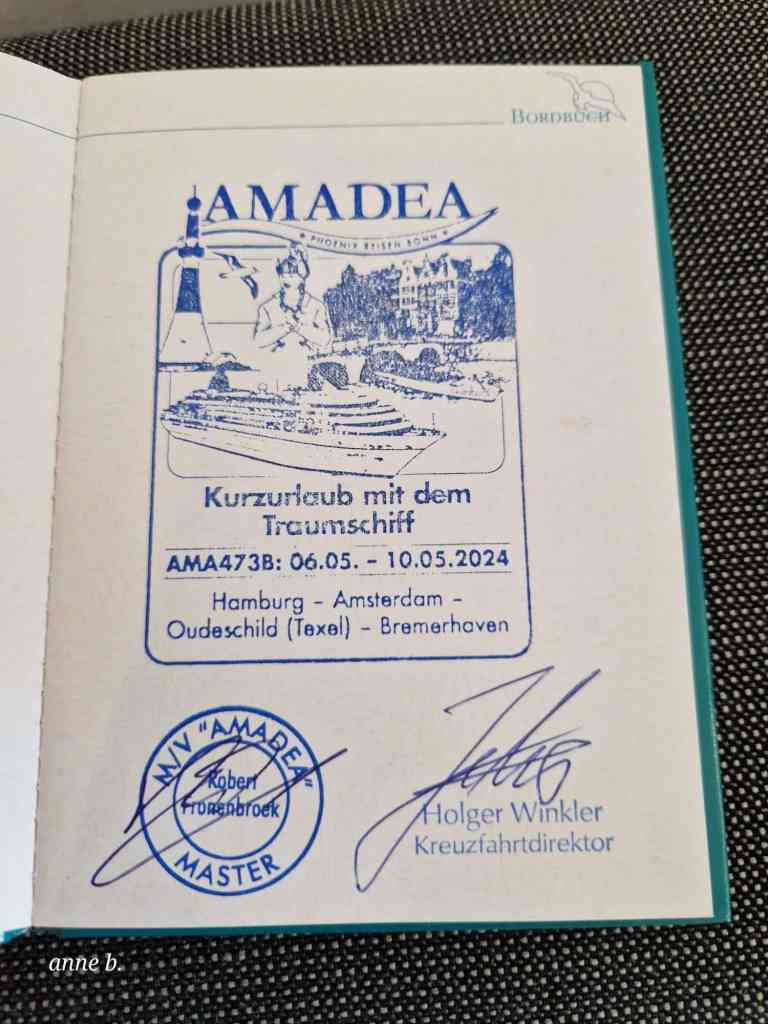 BORDBUCH
AMADEA
• PHOENIX REISEN BONN •
Kurzurlaub mit dem
Traumschiff
AMA473B: 06.05. – 10.05.2024
Hamburg – Amsterdam –
Oudeschild (Texel) – Bremerhaven
M/V "AMADEA"
Robert
Fronenbroek
MASTER
Holger Winkler
Kreuzfahrtdirektor
anne b.